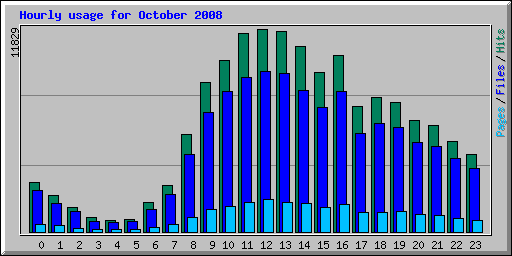 Hourly usage for October 2008
11829
Pages/Files/Hits
0 1 2 3 4 5 6 7 8 9 10 11 12 13 14 15 16 17 18 19 20 21 22 23